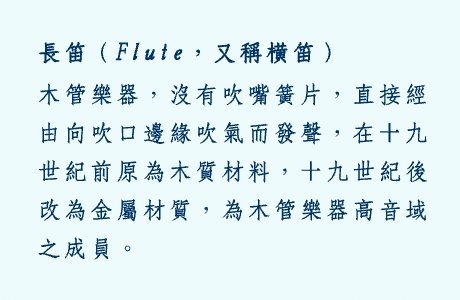 長笛（Flute，又稱橫笛）
木管樂器，沒有吹嘴簧片，直接經
由向吹口邊緣吹氣而發聲，在十九
世紀前原為木質材料，十九世紀後
改為金屬材質，為木管樂器高音域
之成員。